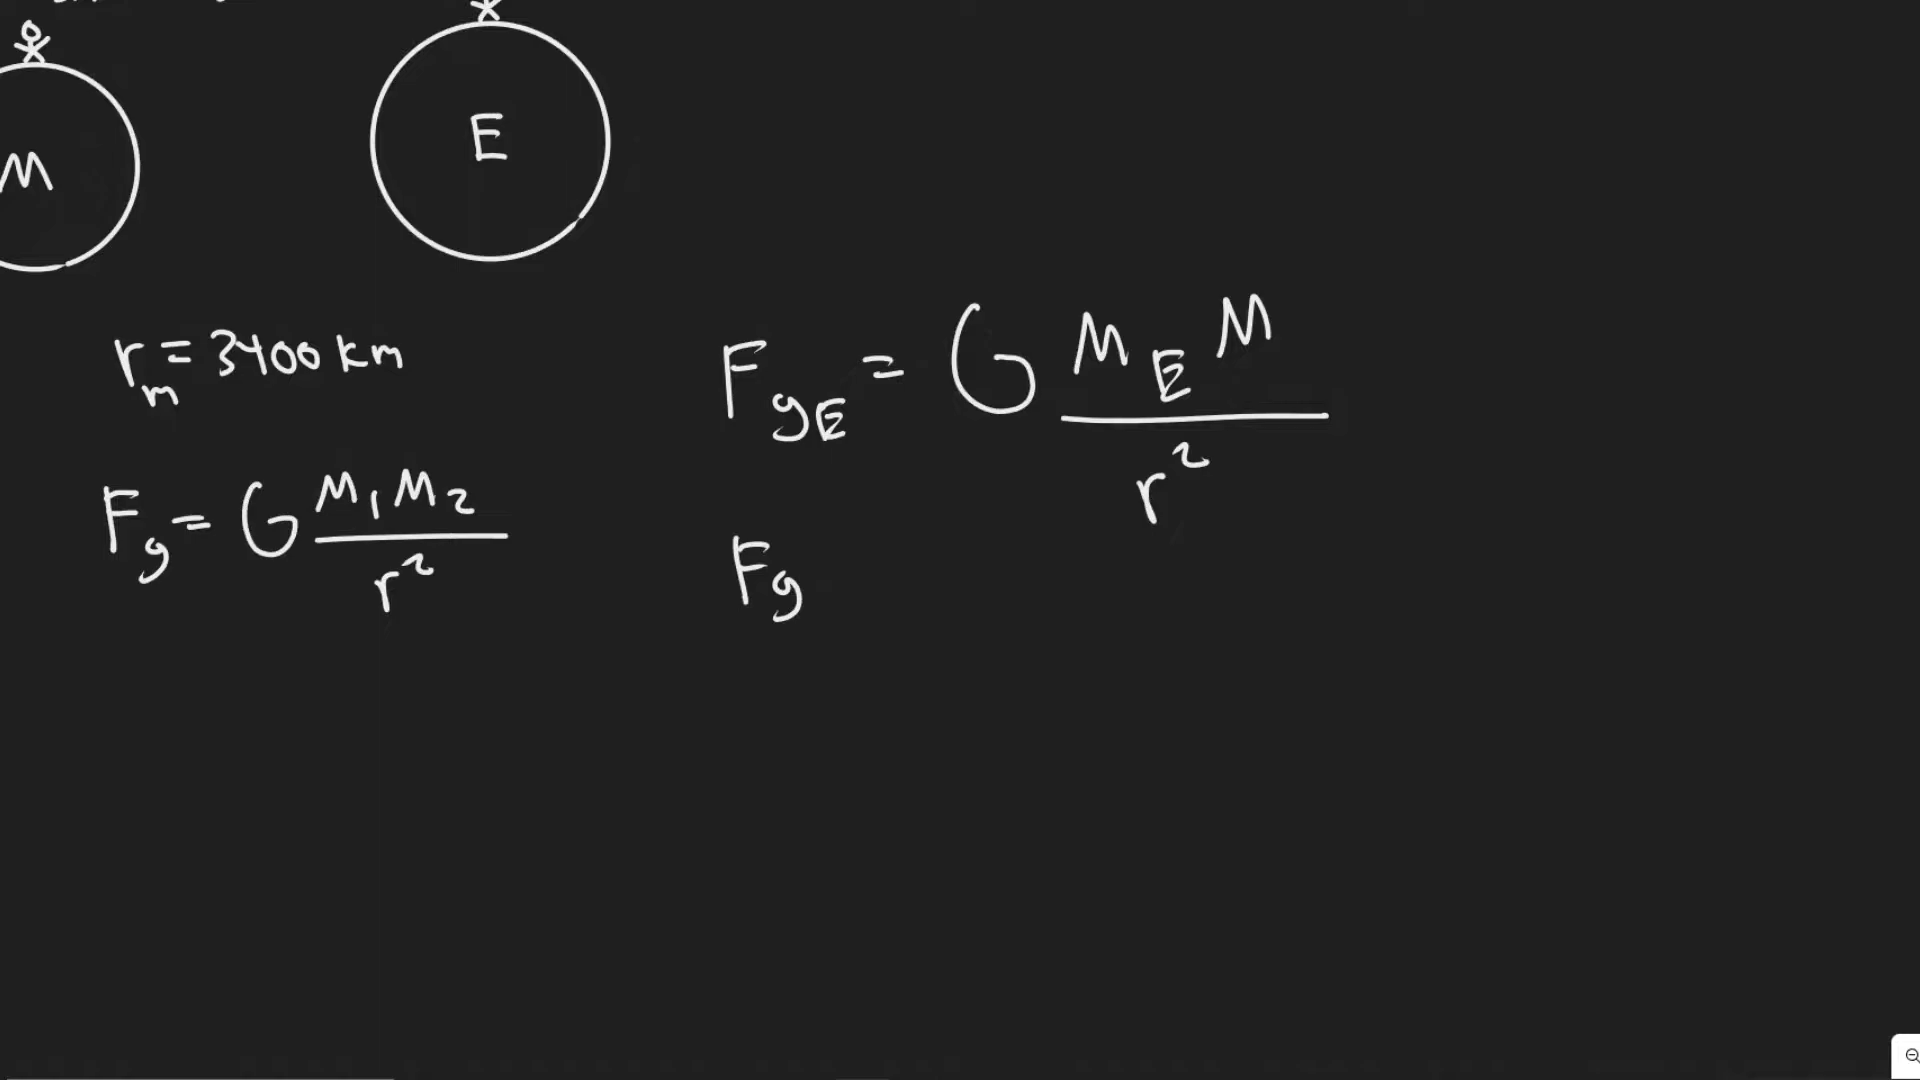 M
E
r_m = 3400 km
F_g = G M_1 M_2 / r^2
F_gE = G M_E M / r^2
F_g